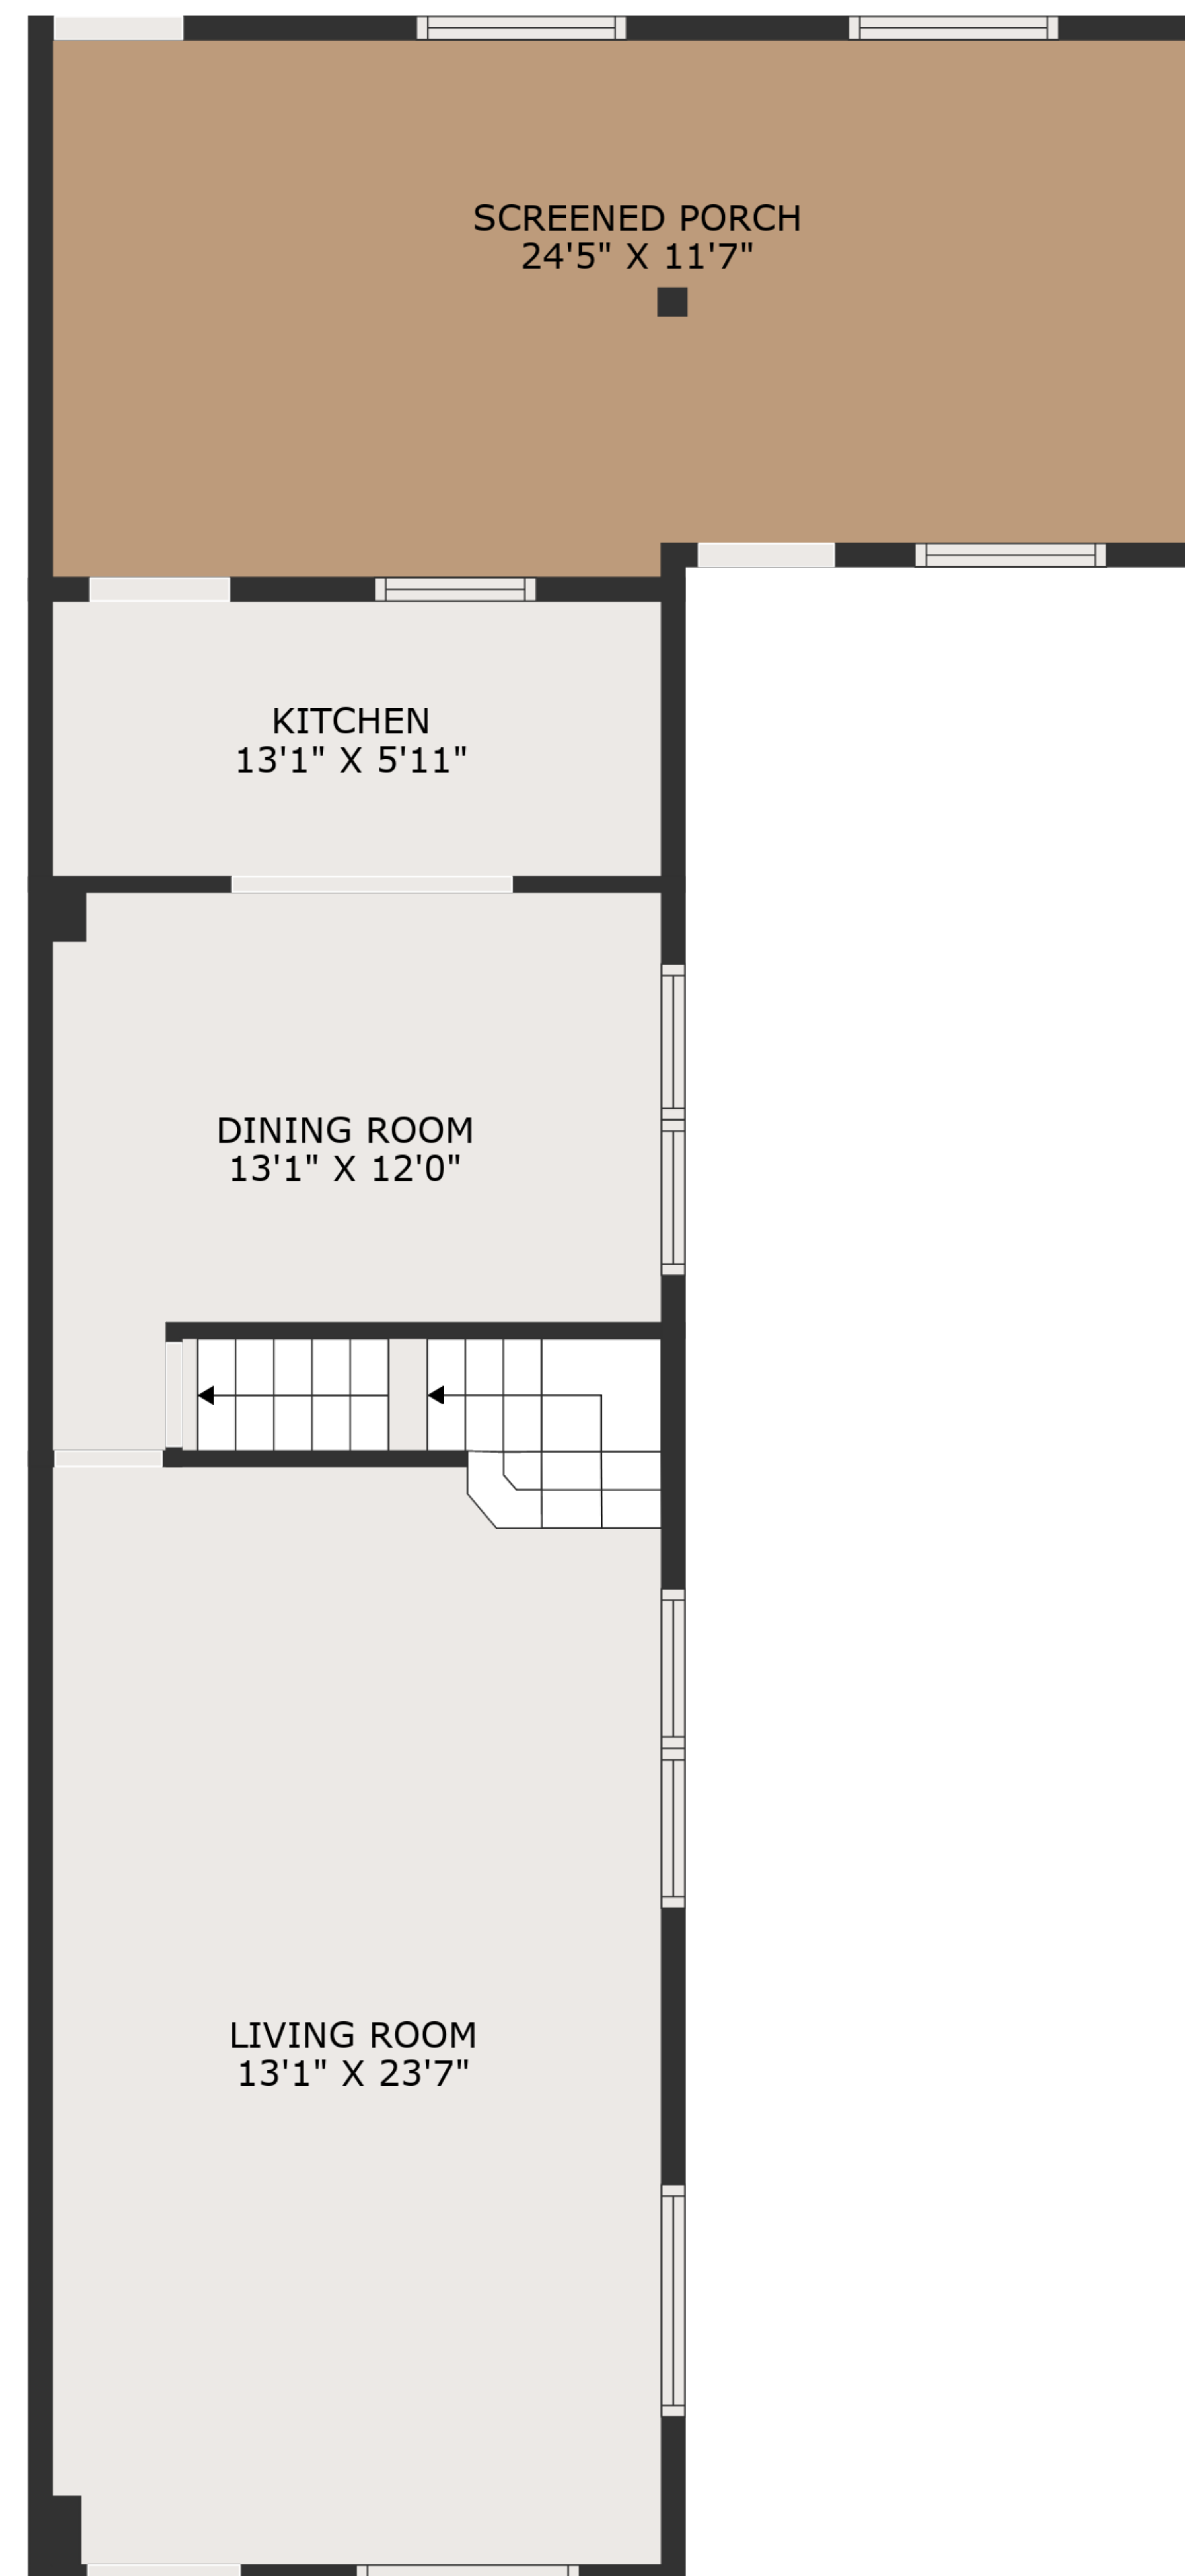 SCREENED PORCH
24'5" X 11'7"
KITCHEN
13'1" X 5'11"
DINING ROOM
13'1" X 12'0"
LIVING ROOM
13'1" X 23'7"